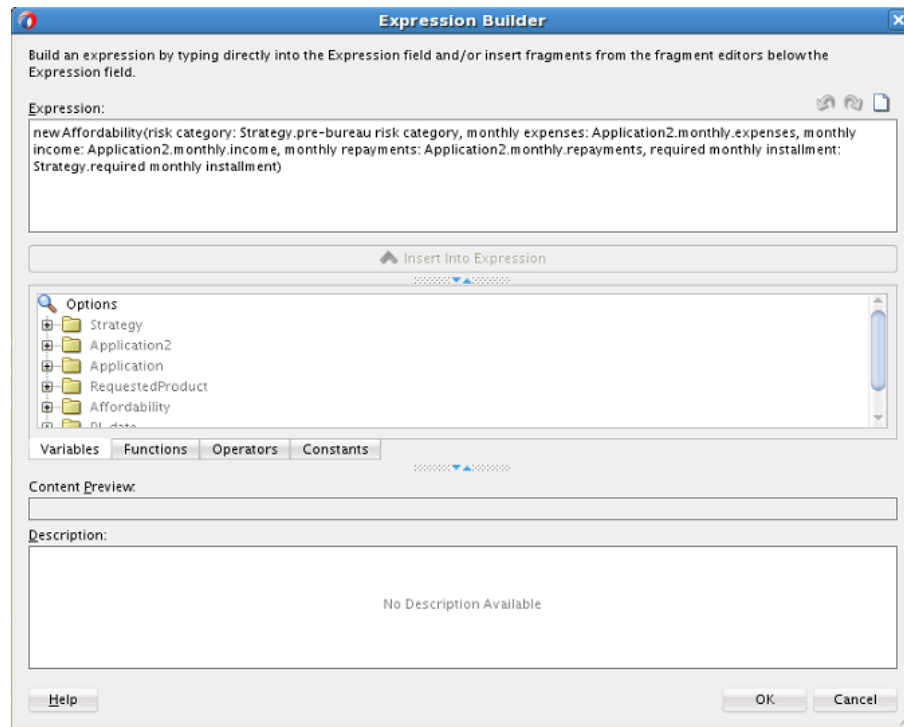 Expression Builder
Build an expression by typing directly into the Expression field and/or insert fragments from the fragment editors below the
Expression field.
Expression:
new Affordability(risk category: Strategy.pre-bureau risk category, monthly expenses: Application2.monthly.expenses, monthly
income: Application2.monthly.income, monthly repayments: Application2.monthly.repayments, required monthly installment:
Strategy.required monthly installment)
Insert Into Expression
Options
Strategy
Application2
Application
RequestedProduct
Affordability
Variables Functions Operators Constants
Content Preview:
Description:
No Description Available
Help OK Cancel